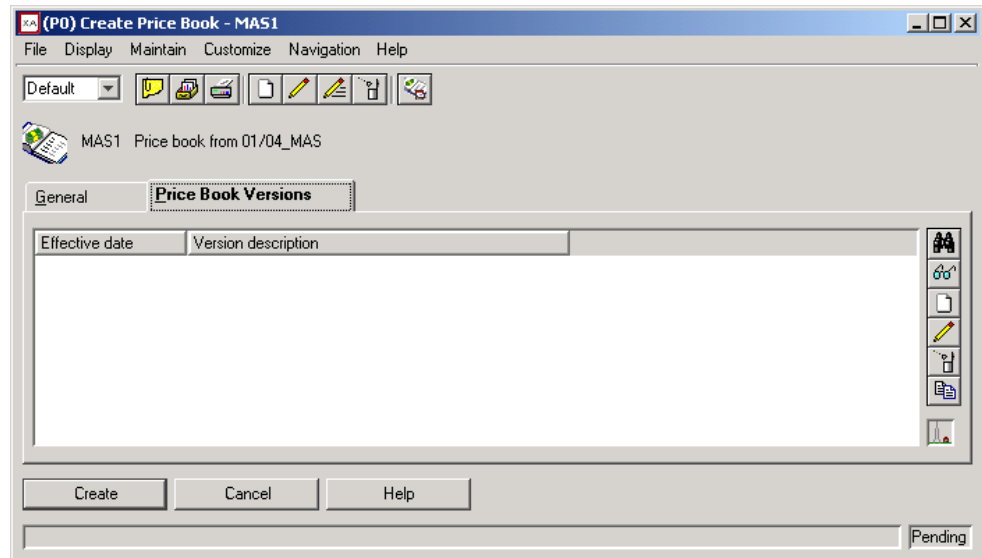 XA (P0) Create Price Book - MAS1
File Display Maintain Customize Navigation Help
Default
MAS1 Price book from 01/04_MAS
General Price Book Versions
Effective date Version description
Create Cancel Help
Pending